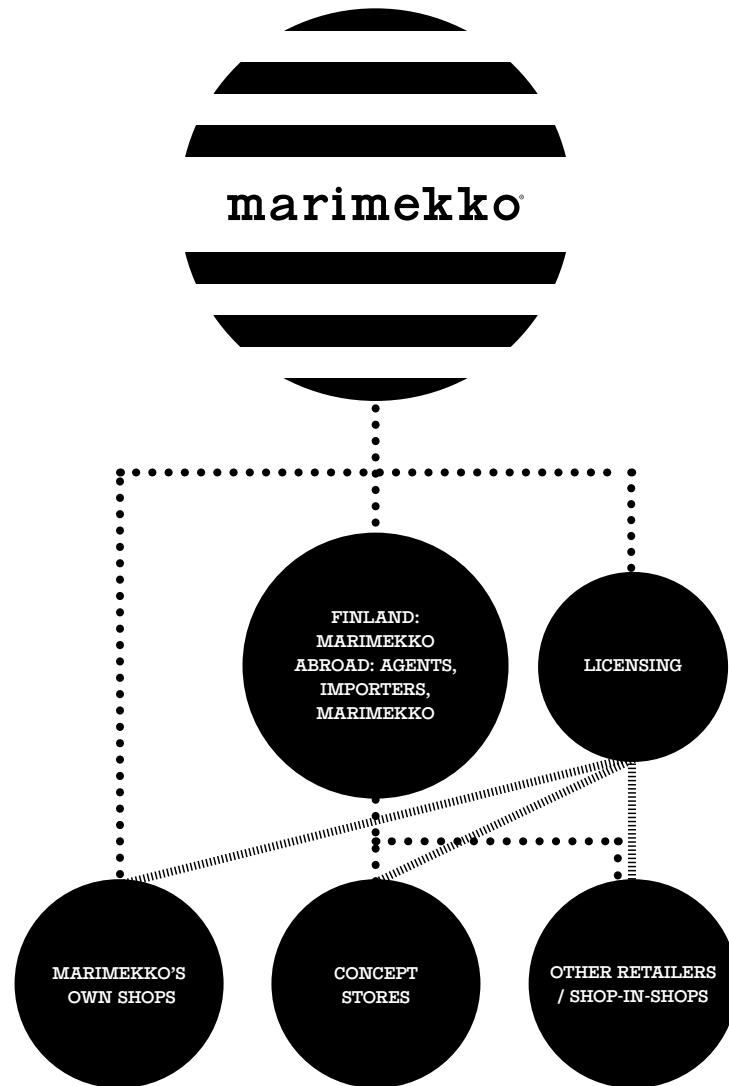 marimekko®
FINLAND:
MARIMEKKO
ABROAD: AGENTS,
IMPORTERS,
MARIMEKKO
LICENSING
MARIMEKKO’S
OWN SHOPS
CONCEPT
STORES
OTHER RETAILERS
/ SHOP-IN-SHOPS